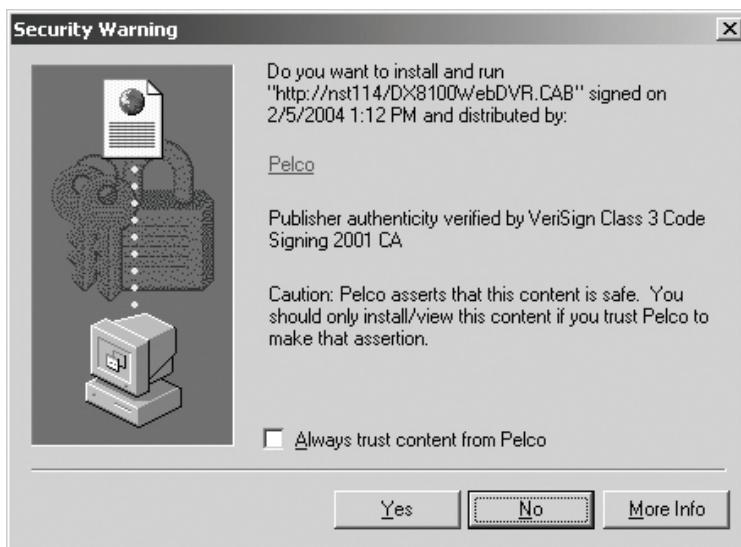 Security Warning
Do you want to install and run
"http://nst114/DX8100WebDVR.CAB" signed on
2/5/2004 1:12 PM and distributed by:
Pelco
Publisher authenticity verified by VeriSign Class 3 Code
Signing 2001 CA
Caution: Pelco asserts that this content is safe. You
should only install/view this content if you trust Pelco to
make that assertion.
Always trust content from Pelco
Yes No More Info